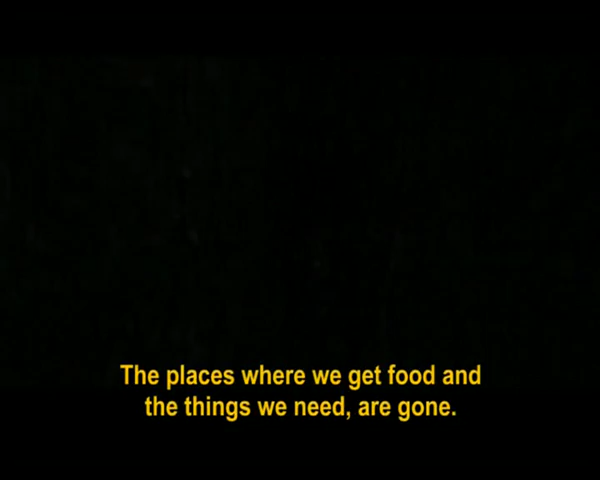 The places where we get food and
the things we need, are gone.